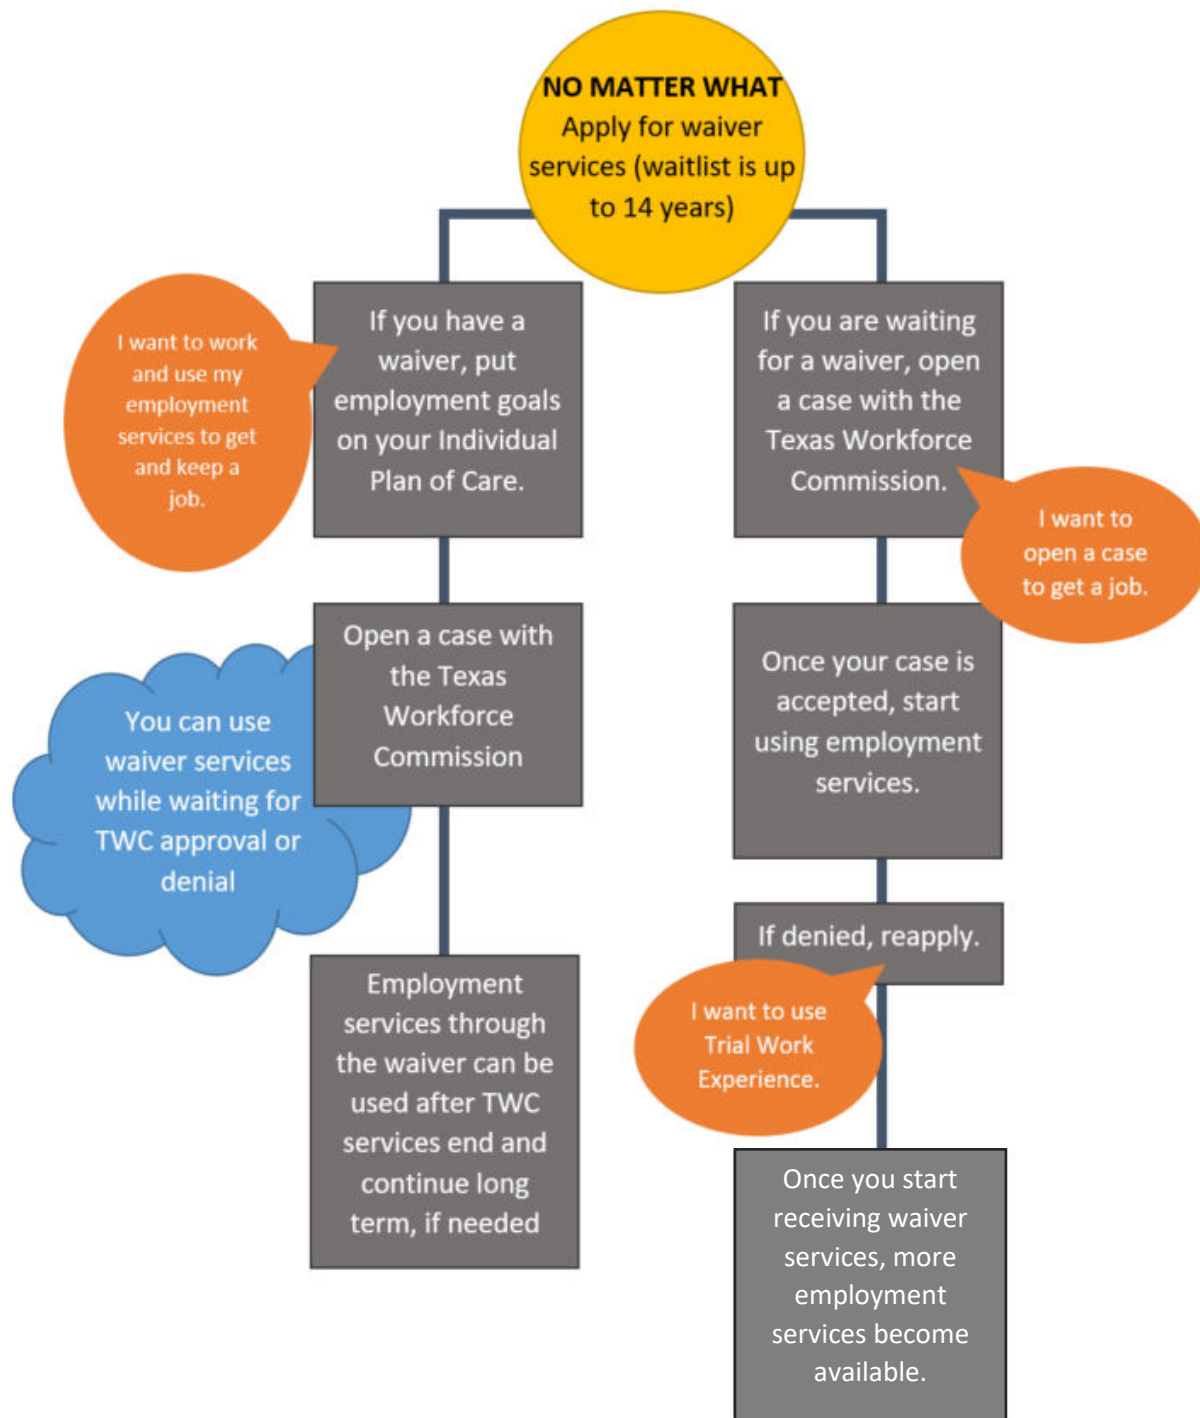 NO MATTER WHAT
Apply for waiver
services (waitlist is up
to 14 years)
If you have a
waiver, put
employment goals
on your Individual
Plan of Care.
I want to work
and use my
employment
services to get
and keep a
job.
Open a case with
the Texas
Workforce
Commission
You can use
waiver services
while waiting for
TWC approval or
denial
Employment
services through
the waiver can be
used after TWC
services end and
continue long
term, if needed
If you are waiting
for a waiver, open
a case with the
Texas Workforce
Commission.
I want to
open a case
to get a job.
Once your case is
accepted, start
using employment
services.
If denied, reapply.
I want to use
Trial Work
Experience.
Once you start
receiving waiver
services, more
employment
services become
available.